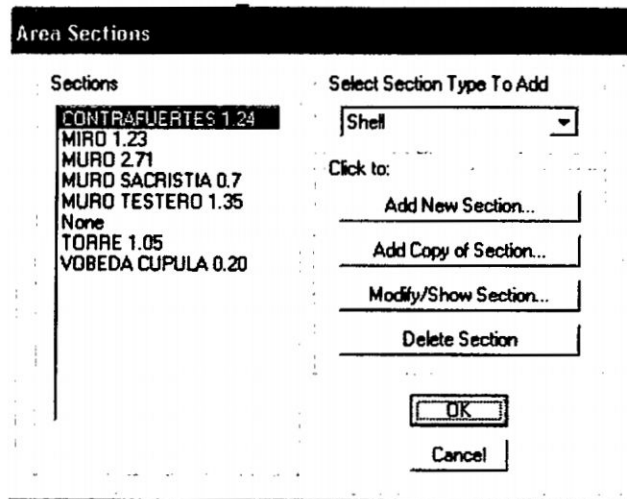 Area Sections
Sections
CONTRAFUERTES 1.24
MIRO 1.23
MURO 2.71
MURO SACRISTIA 0.7
MURO TESTERO 1.35
None
TORRE 1.05
VOBEDA CUPULA 0.20
Select Section Type To Add
Shell
Click to:
Add New Section...
Add Copy of Section...
Modify/Show Section...
Delete Section
OK
Cancel